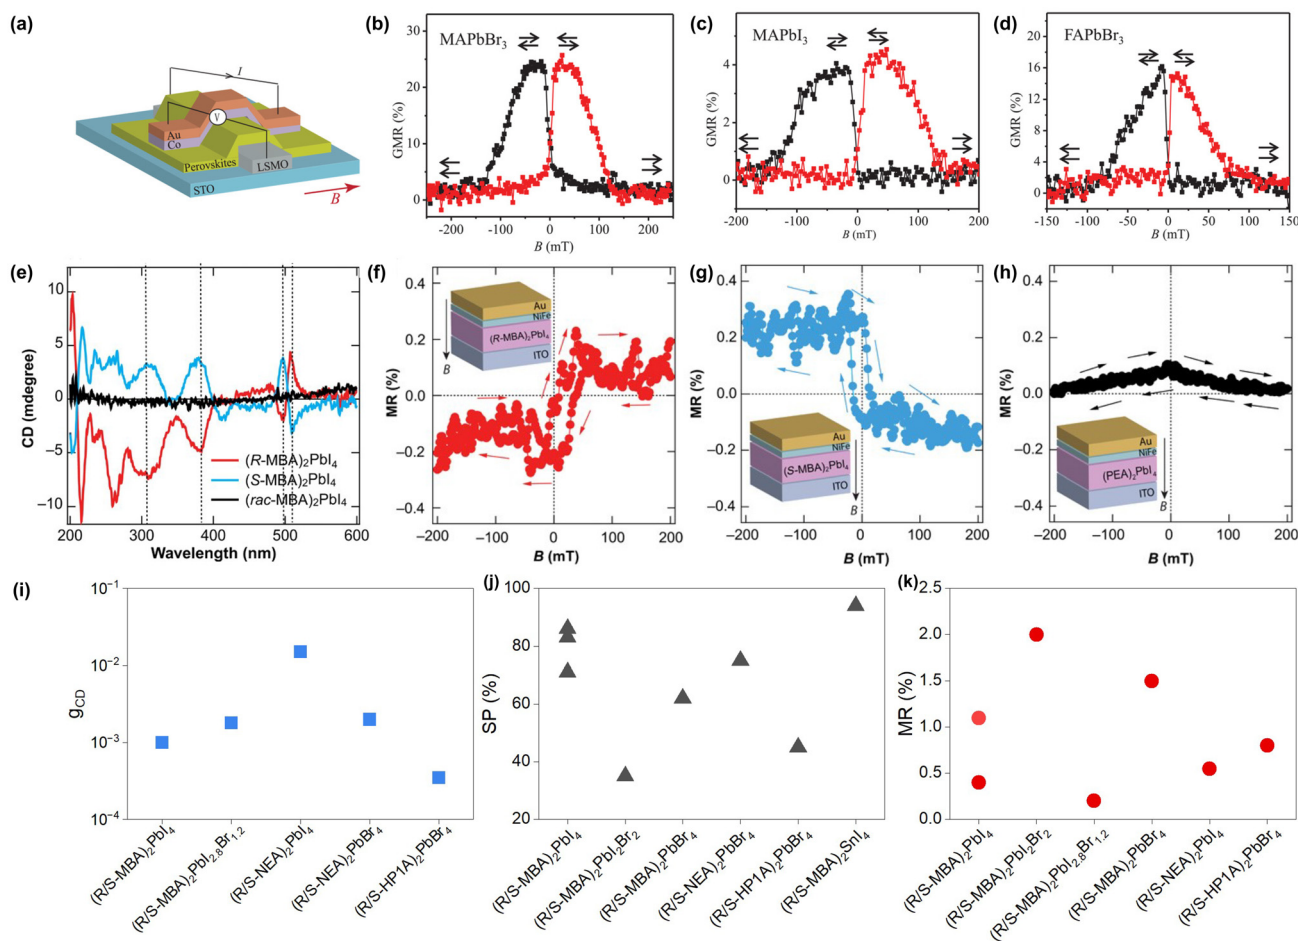 (a)
I
V
Au
Co
Perovskites
LSMO
STO
B
(b)
MAPbBr3
GMR (%)
30
20
10
0
-200 -100 0 100 200
B (mT)
(c)
MAPbI3
GMR (%)
6
4
2
0
-200 -100 0 100 200
B (mT)
(d)
FAPbBr3
GMR (%)
24
20
16
12
8
4
0
-150 -100 -50 0 50 100 150
B (mT)
(e)
CD (mdegree)
10
5
0
−5
−10
(R-MBA)2PbI4
(S-MBA)2PbI4
(rac-MBA)2PbI4
200 300 400 500 600
Wavelength (nm)
(f)
MR (%)
0.4
0.2
0.0
−0.2
−0.4
Au
NiFe
(R-MBA)2PbI4
ITO
B
−200 −100 0 100 200
B (mT)
(g)
MR (%)
0.4
0.2
0.0
−0.2
−0.4
Au
NiFe
(S-MBA)2PbI4
ITO
B
−200 −100 0 100 200
B (mT)
(h)
MR (%)
0.4
0.2
0.0
−0.2
−0.4
Au
NiFe
(PEA)2PbI4
ITO
B
−200 −100 0 100 200
B (mT)
(i)
gCD
10-1
10-2
10-3
10-4
(R/S-MBA)2PbI4
(R/S-MBA)2PbI2.8Br1.2
(R/S-NEA)2PbI4
(R/S-NEA)2PbBr4
(R/S-HP1A)2PbBr4
(j)
SP (%)
100
80
60
40
20
(R/S-MBA)2PbI4
(R/S-MBA)2PbI2Br2
(R/S-MBA)2PbBr4
(R/S-NEA)2PbBr4
(R/S-HP1A)2PbBr4
(R/S-MBA)2SnI4
(k)
MR (%)
2.5
2.0
1.5
1.0
0.5
0.0
(R/S-MBA)2PbI4
(R/S-MBA)2PbI2Br2
(R/S-MBA)2PbI2.8Br1.2
(R/S-MBA)2PbBr4
(R/S-NEA)2PbI4
(R/S-HP1A)2PbBr4